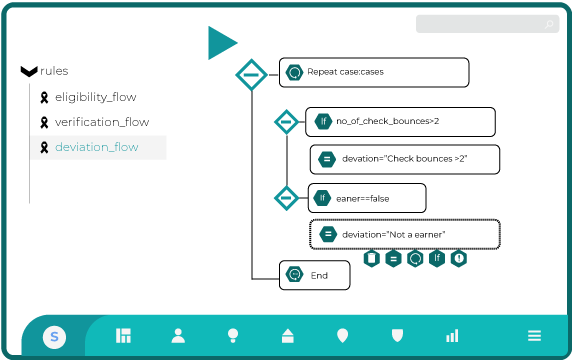 rules
eligibility_flow
verification_flow
deviation_flow
Repeat case:cases
If no_of_check_bounces>2
= devation="Check bounces >2"
If eaner==false
= deviation="Not a earner"
= If
End
S